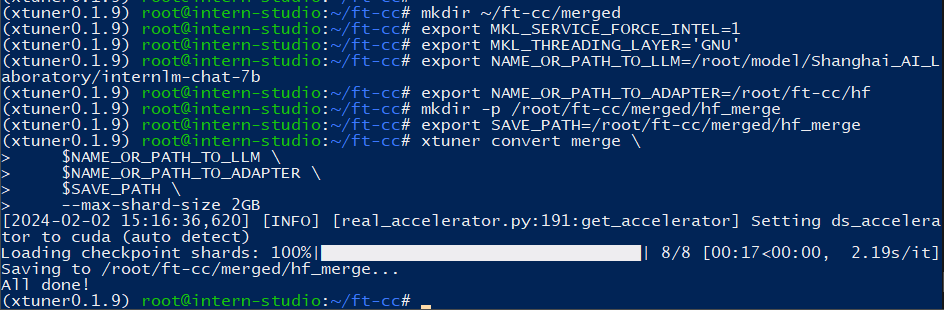 (xtuner0.1.9) root@intern-studio:~/ft-cc# mkdir ~/ft-cc/merged
(xtuner0.1.9) root@intern-studio:~/ft-cc# export MKL_SERVICE_FORCE_INTEL=1
(xtuner0.1.9) root@intern-studio:~/ft-cc# export MKL_THREADING_LAYER='GNU'
(xtuner0.1.9) root@intern-studio:~/ft-cc# export NAME_OR_PATH_TO_LLM=/root/model/Shanghai_AI_L
aboratory/internlm-chat-7b
(xtuner0.1.9) root@intern-studio:~/ft-cc# export NAME_OR_PATH_TO_ADAPTER=/root/ft-cc/hf
(xtuner0.1.9) root@intern-studio:~/ft-cc# mkdir -p /root/ft-cc/merged/hf_merge
(xtuner0.1.9) root@intern-studio:~/ft-cc# export SAVE_PATH=/root/ft-cc/merged/hf_merge
(xtuner0.1.9) root@intern-studio:~/ft-cc# xtuner convert merge \
>     $NAME_OR_PATH_TO_LLM \
>     $NAME_OR_PATH_TO_ADAPTER \
>     $SAVE_PATH \
>     --max-shard-size 2GB
[2024-02-02 15:16:36,620] [INFO] [real_accelerator.py:191:get_accelerator] Setting ds_accelera
tor to cuda (auto detect)
Loading checkpoint shards: 100%|██████████████████████████████| 8/8 [00:17<00:00,  2.19s/it]
Saving to /root/ft-cc/merged/hf_merge...
All done!
(xtuner0.1.9) root@intern-studio:~/ft-cc#